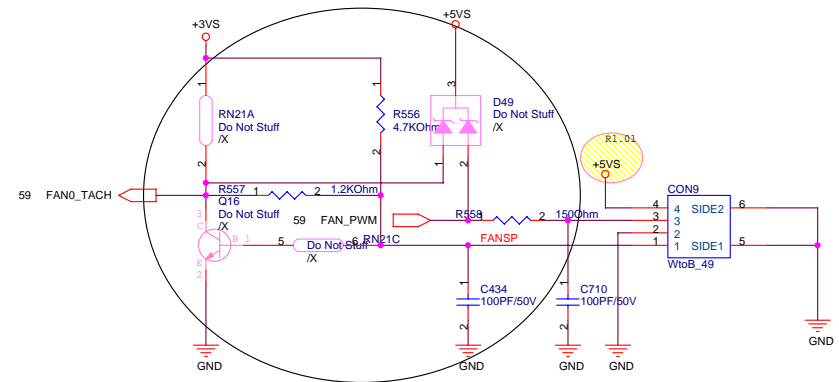 +3VS
+5VS
1
RN21A
Do Not Stuff
/X
2
1
R556
4.7KOhm
2
3
D49
Do Not Stuff
/X
1
2
R1.01
+5VS
CON9
59 FAN0_TACH
R557 1 2 1.2KOhm
Q16
Do Not Stuff
/X
3
C
B 1
E
2
59 FAN_PWM
5 Do Not Stuff 6 RN21C
/X
R558 1 2 150Ohm
FANSP
4 4 SIDE2 6
3 3
2 2
1 1 SIDE1 5
WtoB_49
1
C434
100PF/50V
2
1
C710
100PF/50V
2
GND
GND
GND
GND
GND